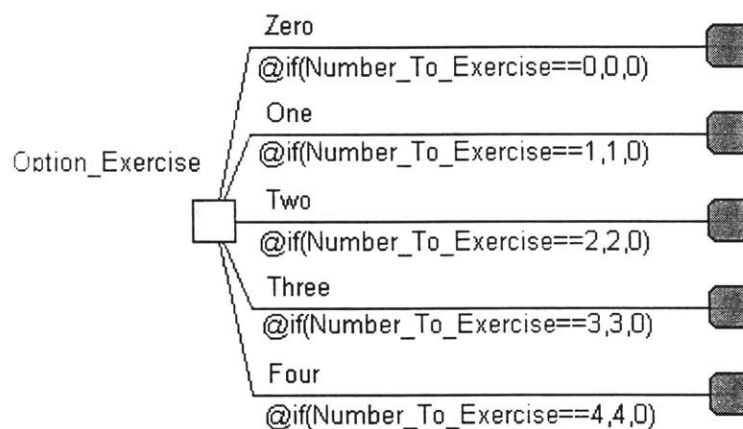 Zero
@if(Number_To_Exercise==0,0,0)
One
@if(Number_To_Exercise==1,1,0)
Option_Exercise
Two
@if(Number_To_Exercise==2,2,0)
Three
@if(Number_To_Exercise==3,3,0)
Four
@if(Number_To_Exercise==4,4,0)